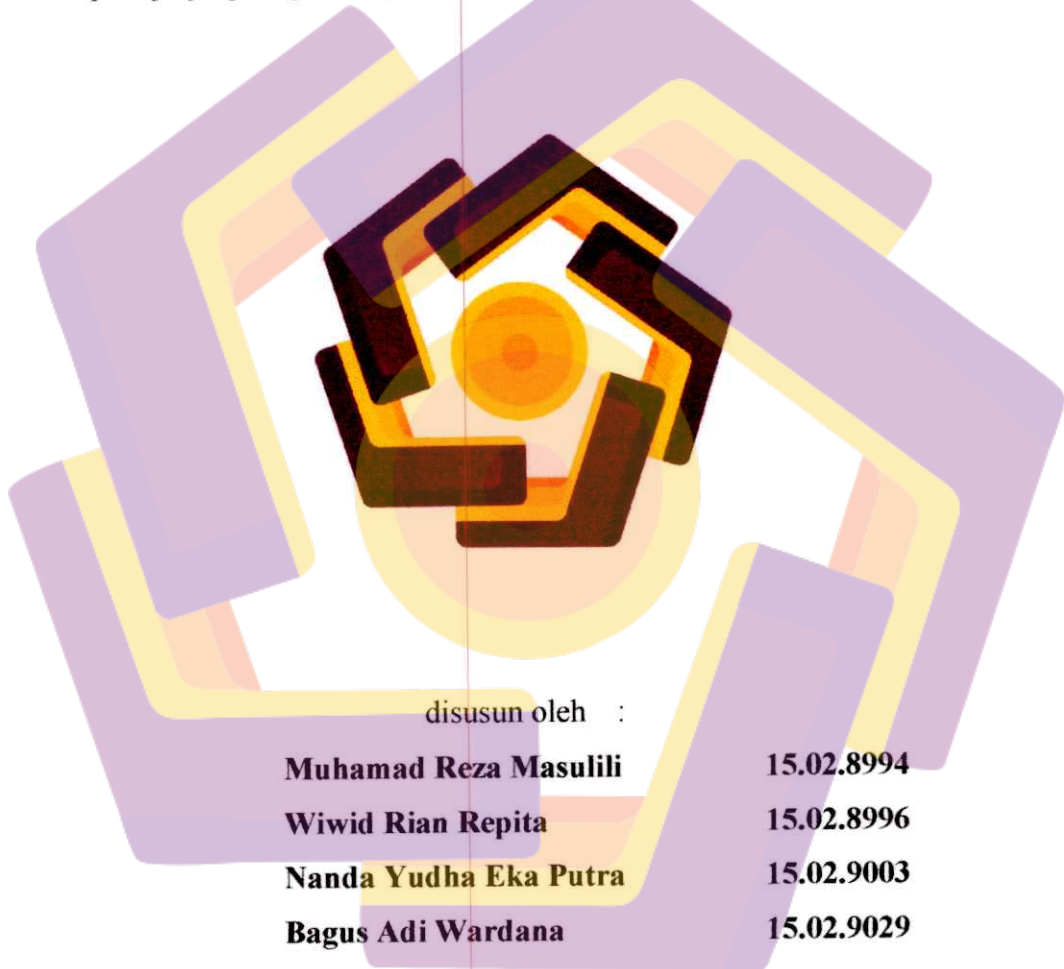 disusun oleh :
Muhamad Reza Masulili 15.02.8994
Wiwid Rian Repita 15.02.8996
Nanda Yudha Eka Putra 15.02.9003
Bagus Adi Wardana 15.02.9029